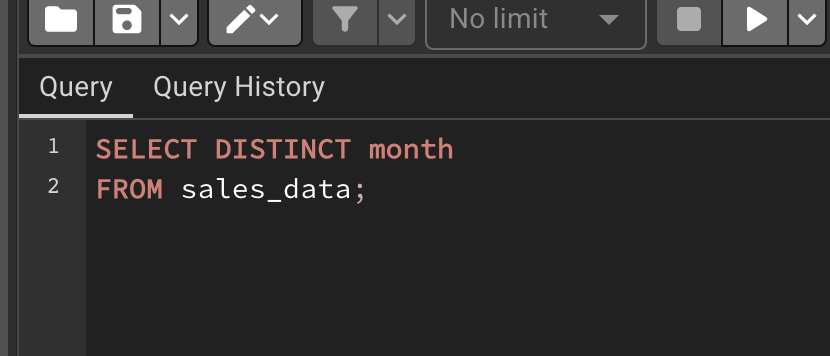 No limit
Query Query History
1 SELECT DISTINCT month
2 FROM sales_data;